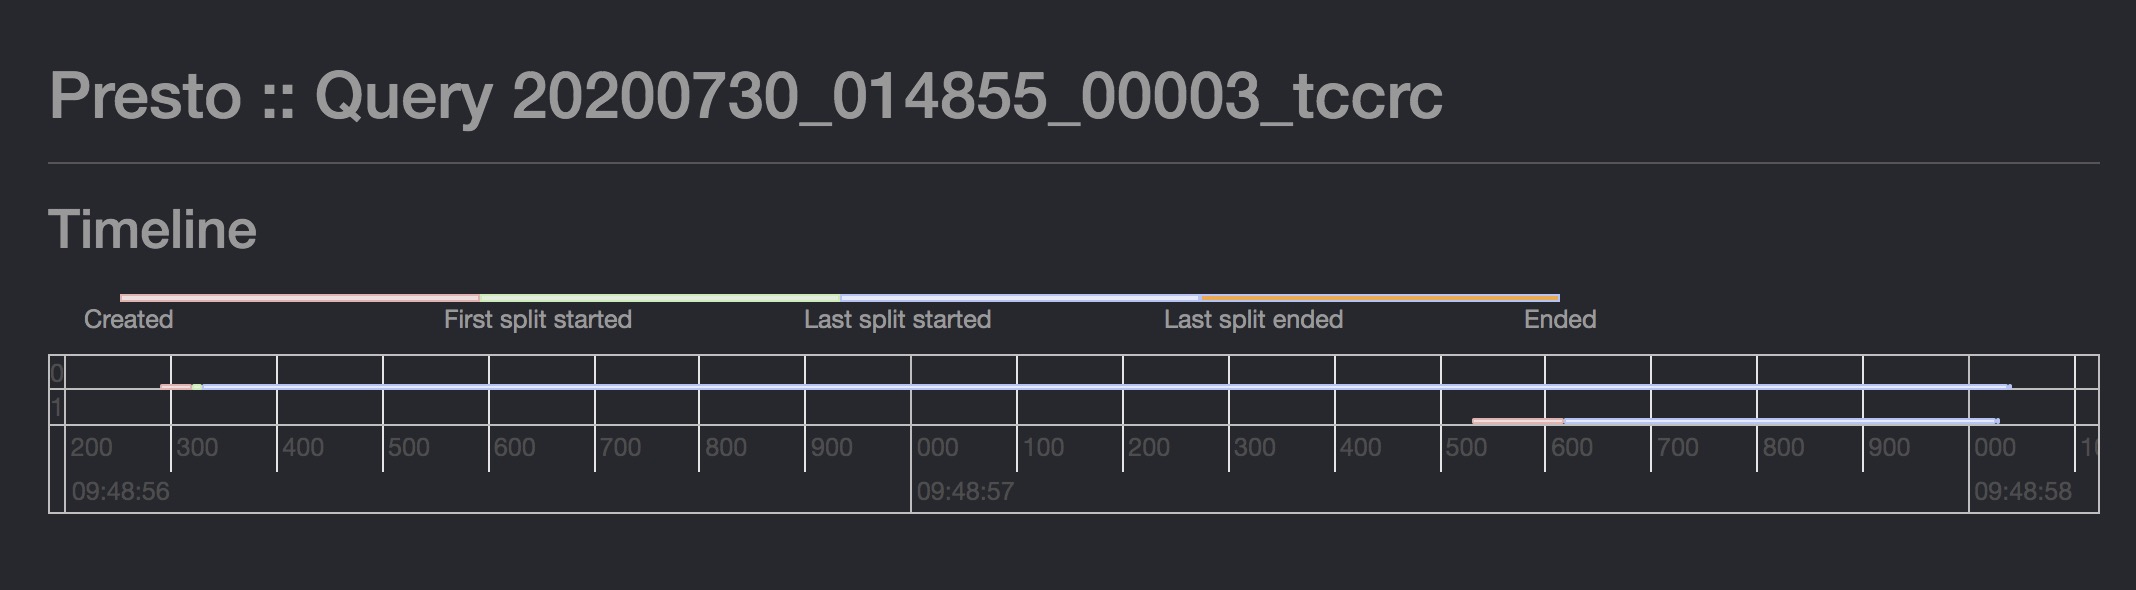 Presto :: Query 20200730_014855_00003_tccrc
Timeline
Created First split started Last split started Last split ended Ended
0
1
200 300 400 500 600 700 800 900 000 100 200 300 400 500 600 700 800 900 000
09:48:56 09:48:57 09:48:58